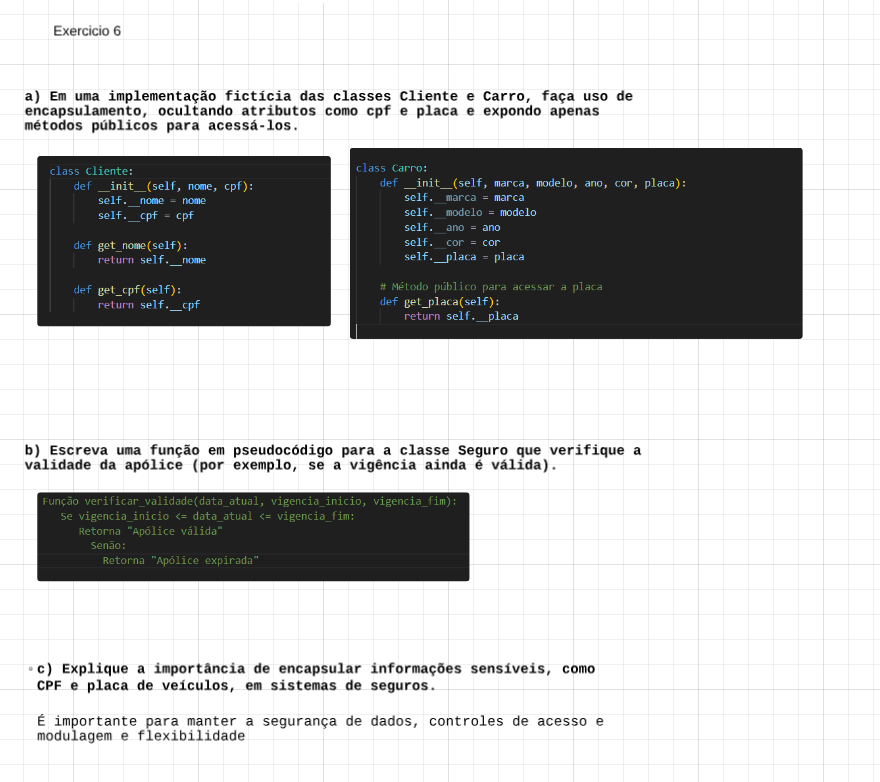 Exercicio 6
a) Em uma implementação fictícia das classes Cliente e Carro, faça uso de
encapsulamento, ocultando atributos como cpf e placa e expondo apenas
métodos públicos para acessá-los.
class Cliente:
    def __init__(self, nome, cpf):
        self.__nome = nome
        self.__cpf = cpf
    def get_nome(self):
        return self.__nome
    def get_cpf(self):
        return self.__cpf
class Carro:
    def __init__(self, marca, modelo, ano, cor, placa):
        self.__marca = marca
        self.__modelo = modelo
        self.__ano = ano
        self.__cor = cor
        self.__placa = placa
    # Método público para acessar a placa
    def get_placa(self):
        return self.__placa
b) Escreva uma função em pseudocódigo para a classe Seguro que verifique a
validade da apólice (por exemplo, se a vigência ainda é válida).
Função verificar_validade(data_atual, vigencia_inicio, vigencia_fim):
   Se vigencia_inicio <= data_atual <= vigencia_fim:
      Retorna "Apólice válida"
        Senão:
          Retorna "Apólice expirada"
c) Explique a importância de encapsular informações sensíveis, como
CPF e placa de veículos, em sistemas de seguros.
É importante para manter a segurança de dados, controles de acesso e
modulagem e flexibilidade